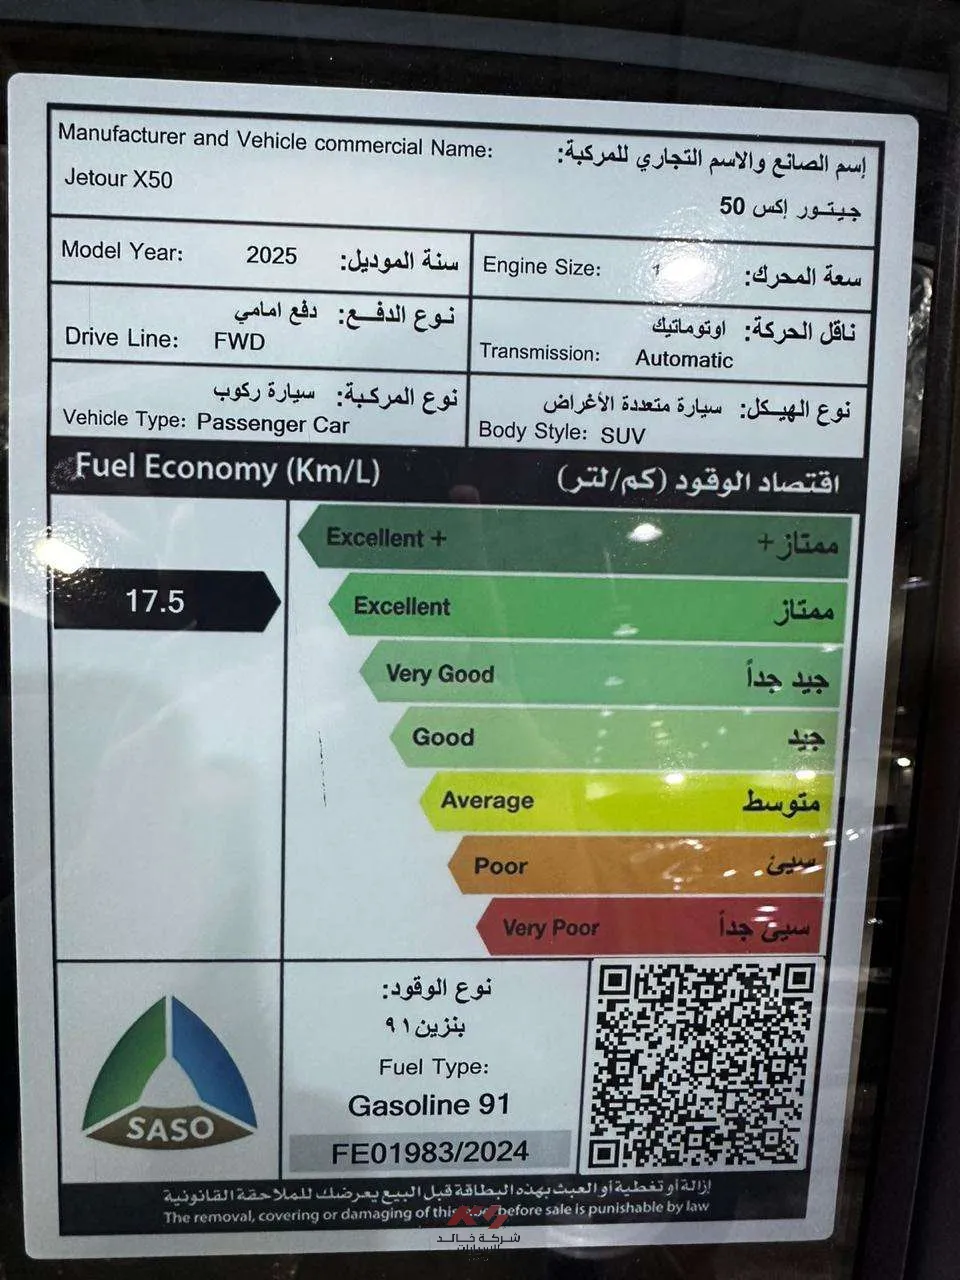 Manufacturer and Vehicle commercial Name:
إسم الصانع والاسم التجاري للمركبة:
Jetour X50
جيتور إكس 50
Model Year: 2025 سنة الموديل:
Engine Size: سعة المحرك:
نوع الدفع: دفع امامي
Drive Line: FWD
ناقل الحركة: اوتوماتيك
Transmission: Automatic
نوع المركبة: سيارة ركوب
Vehicle Type: Passenger Car
نوع الهيكل: سيارة متعددة الأغراض
Body Style: SUV
Fuel Economy (Km/L) اقتصاد الوقود (كم/لتر)
Excellent + ممتاز+
17.5
Excellent ممتاز
Very Good جيد جداً
Good جيد
Average متوسط
Poor سيئ
Very Poor سيئ جداً
SASO
نوع الوقود:
بنزين ٩١
Fuel Type:
Gasoline 91
FE01983/2024
إزالة أو تغطية أو العبث بهذه البطاقة قبل البيع يعرضك للملاحقة القانونية
The removal, covering or damaging of this before sale is punishable by law
شركة خالد
للسيارات